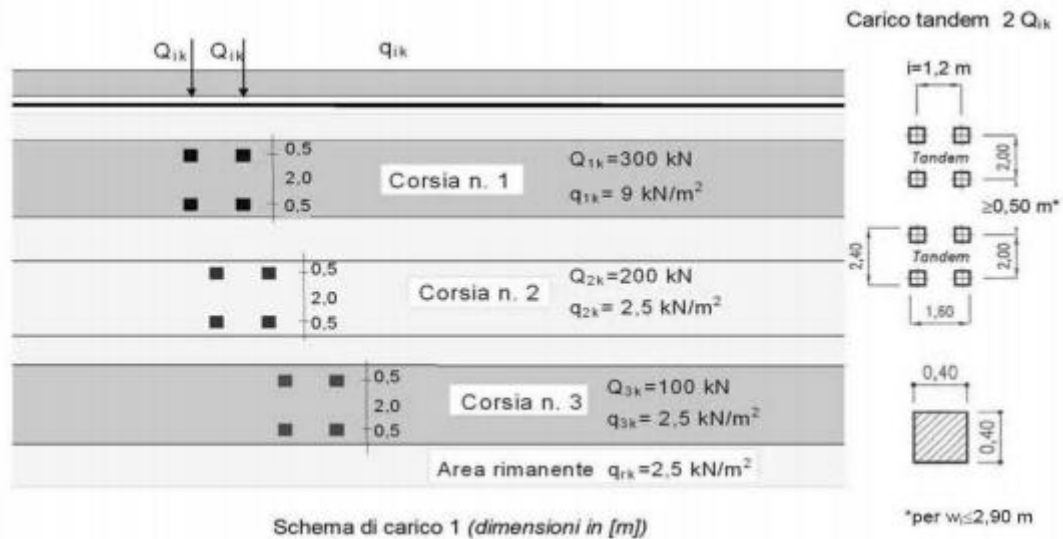 Carico tandem 2 Qik
Qik Qik qik
i=1,2 m
0,5
2,0
0,5
Corsia n. 1
Q1k=300 kN
q1k= 9 kN/m²
Tandem
2,00
≥0,50 m*
0,5
2,0
0,5
Corsia n. 2
Q2k=200 kN
q2k= 2,5 kN/m²
2,40
Tandem
2,00
1,60
0,5
2,0
0,5
Corsia n. 3
Q3k=100 kN
q3k= 2,5 kN/m²
0,40
0,40
Area rimanente qrk=2,5 kN/m²
Schema di carico 1 (dimensioni in [m])
*per wl≤2,90 m